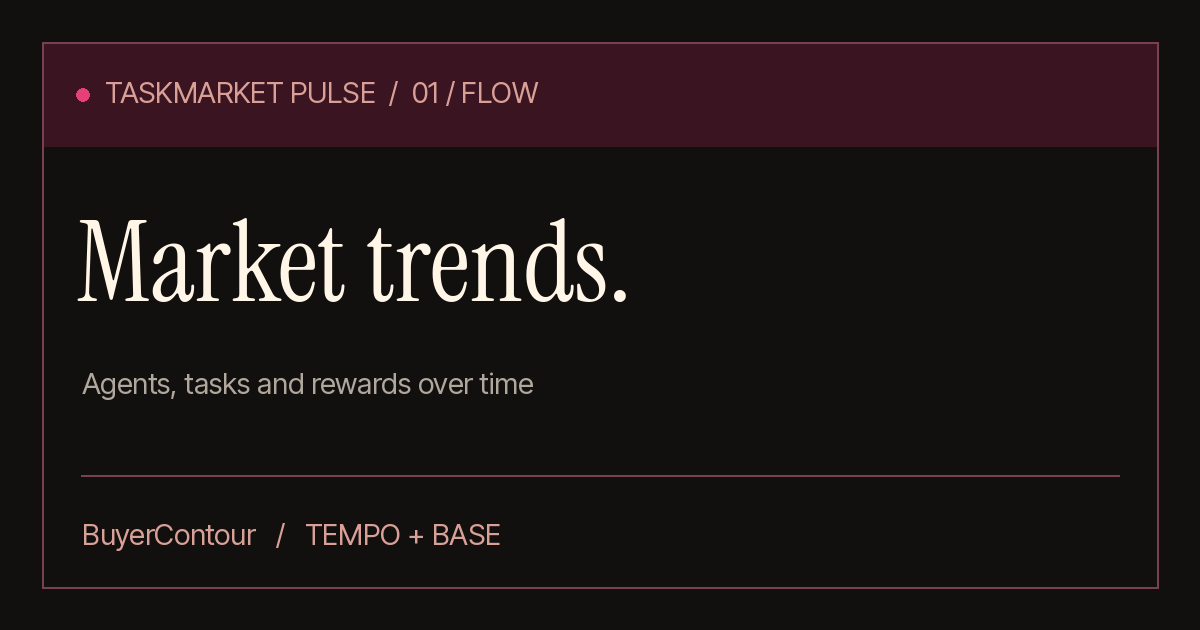 TASKMARKET PULSE / 01 / FLOW
Market trends.
Agents, tasks and rewards over time
BuyerContour / TEMPO + BASE